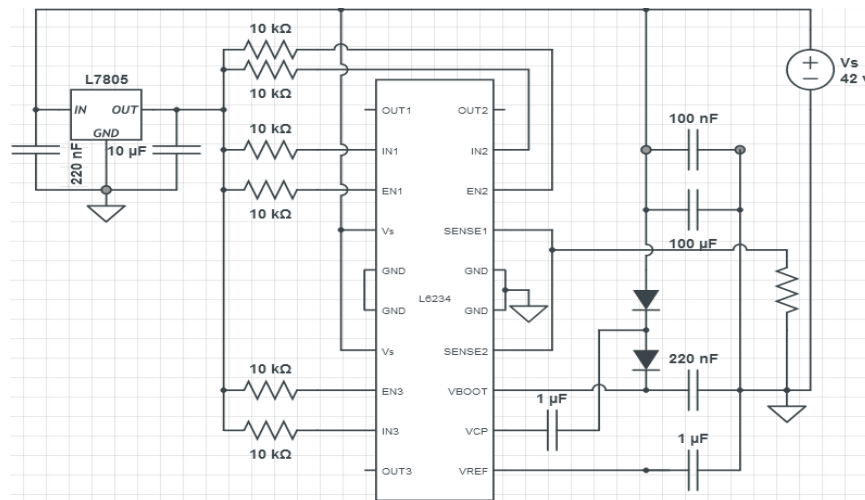 10 kΩ
L7805
IN
OUT
GND
220 nF
10 µF
10 kΩ
10 kΩ
10 kΩ
10 kΩ
10 kΩ
L6234
OUT1
IN1
EN1
Vs
GND
GND
Vs
EN3
IN3
OUT3
OUT2
IN2
EN2
SENSE1
GND
GND
SENSE2
VBOOT
VCP
VREF
100 nF
100 µF
220 nF
1 µF
1 µF
Vs
42 v